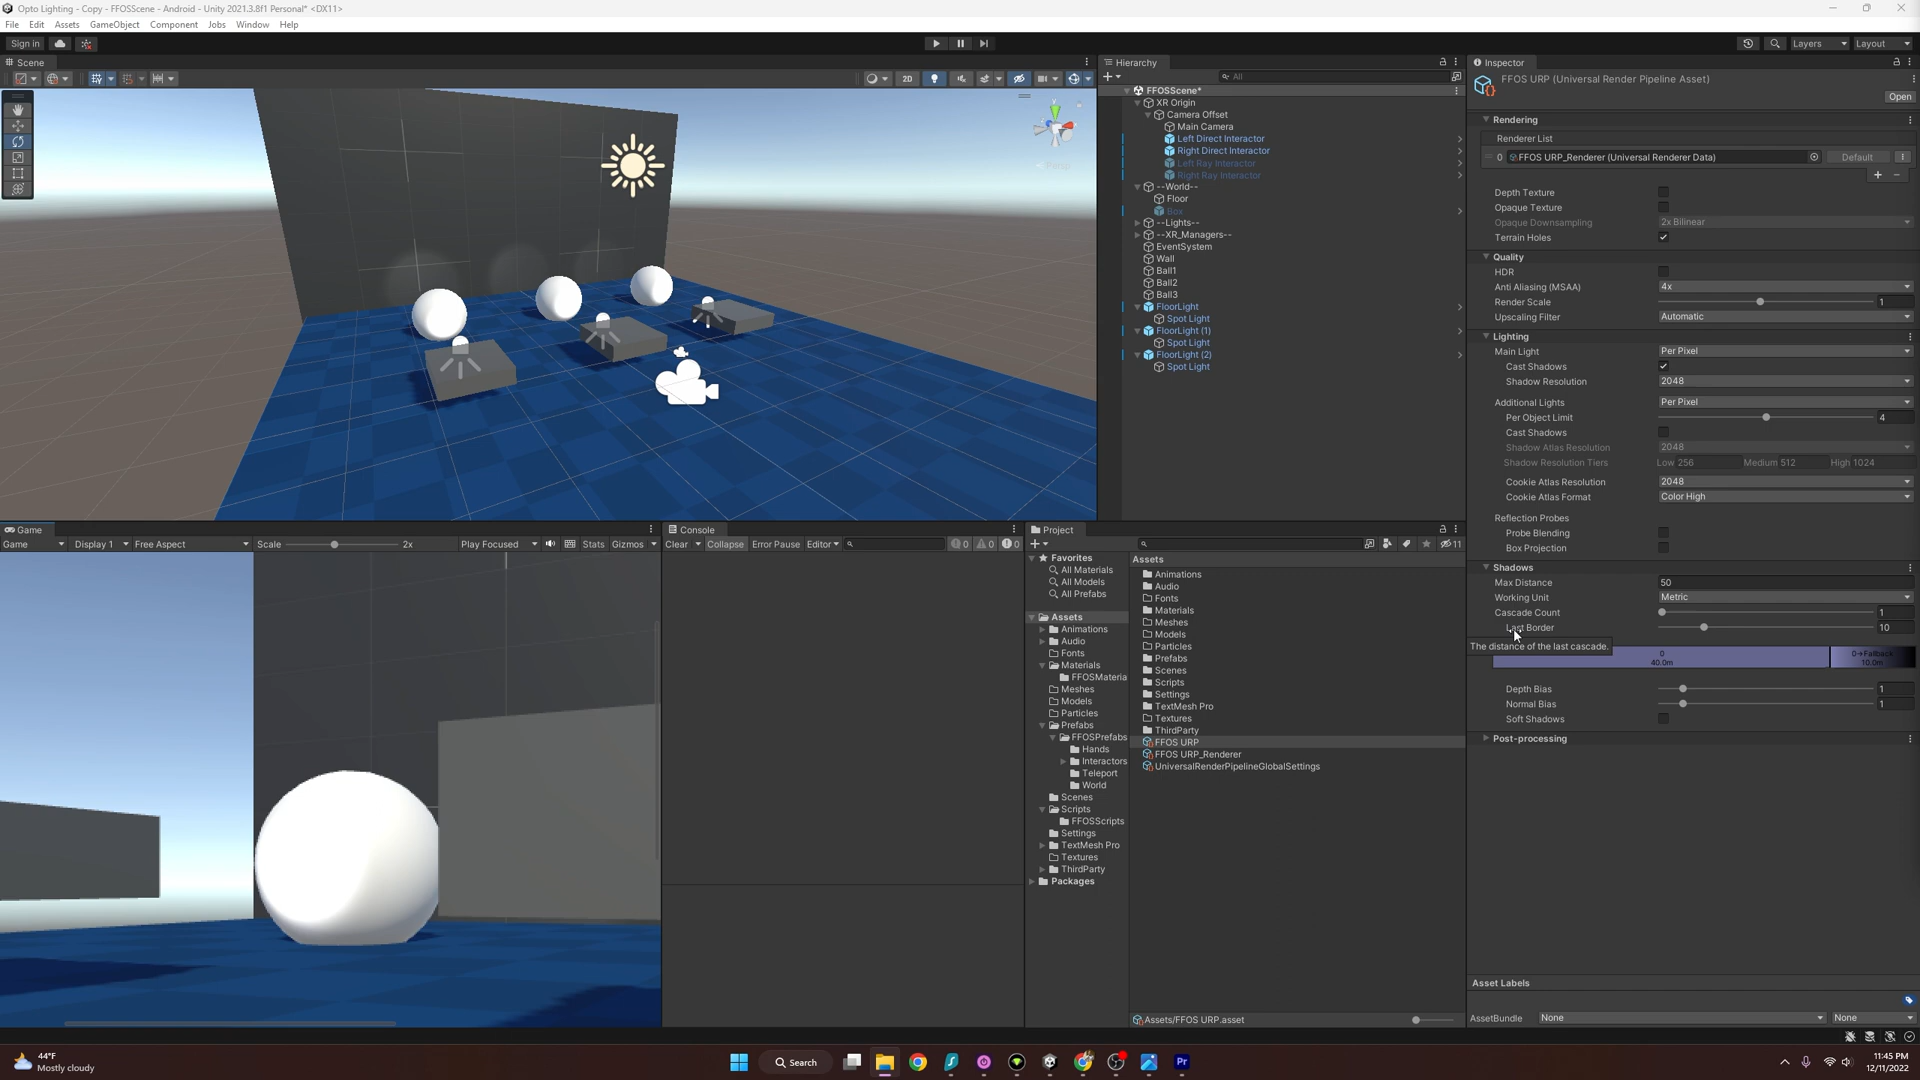 Opto Lighting - Copy - FFOSScene - Android - Unity 2021.3.8f1 Personal* <DX11>
File Edit Assets GameObject Component Jobs Window Help
Sign in
Layers Layout
Scene
2D
Persp
Hierarchy
All
FFOSScene*
XR Origin
Camera Offset
Main Camera
Left Direct Interactor
Right Direct Interactor
Left Ray Interactor
Right Ray Interactor
--World--
Floor
Box
--Lights--
--XR_Managers--
EventSystem
Wall
Ball1
Ball2
Ball3
FloorLight
Spot Light
FloorLight (1)
Spot Light
FloorLight (2)
Spot Light
Inspector
FFOS URP (Universal Render Pipeline Asset)
Open
Rendering
Renderer List
0 FFOS URP_Renderer (Universal Renderer Data) Default
Depth Texture
Opaque Texture
Opaque Downsampling 2x Bilinear
Terrain Holes
Quality
HDR
Anti Aliasing (MSAA) 4x
Render Scale 1
Upscaling Filter Automatic
Lighting
Main Light Per Pixel
Cast Shadows
Shadow Resolution 2048
Additional Lights Per Pixel
Per Object Limit 4
Cast Shadows
Shadow Atlas Resolution 2048
Shadow Resolution Tiers Low 256 Medium 512 High 1024
Cookie Atlas Resolution 2048
Cookie Atlas Format Color High
Reflection Probes
Probe Blending
Box Projection
Shadows
Max Distance 50
Working Unit Metric
Cascade Count 1
Last Border 10
The distance of the last cascade.
0 0→Fallback
40.0m 10.0m
Depth Bias 1
Normal Bias 1
Soft Shadows
Post-processing
Asset Labels
AssetBundle None None
Game
Game Display 1 Free Aspect Scale 2x Play Focused Stats Gizmos
Console
Clear Collapse Error Pause Editor 0 0 0
Project
11
Favorites
All Materials
All Models
All Prefabs
Assets
Animations
Audio
Fonts
Materials
FFOSMateria
Meshes
Models
Particles
Prefabs
FFOSPrefabs
Hands
Interactors
Teleport
World
Scenes
Scripts
FFOSScripts
Settings
TextMesh Pro
Textures
ThirdParty
Packages
Assets
Animations
Audio
Fonts
Materials
Meshes
Models
Particles
Prefabs
Scenes
Scripts
Settings
TextMesh Pro
Textures
ThirdParty
FFOS URP
FFOS URP_Renderer
UniversalRenderPipelineGlobalSettings
Assets/FFOS URP.asset
44°F
Mostly cloudy
Search
Pr
11:45 PM
12/11/2022